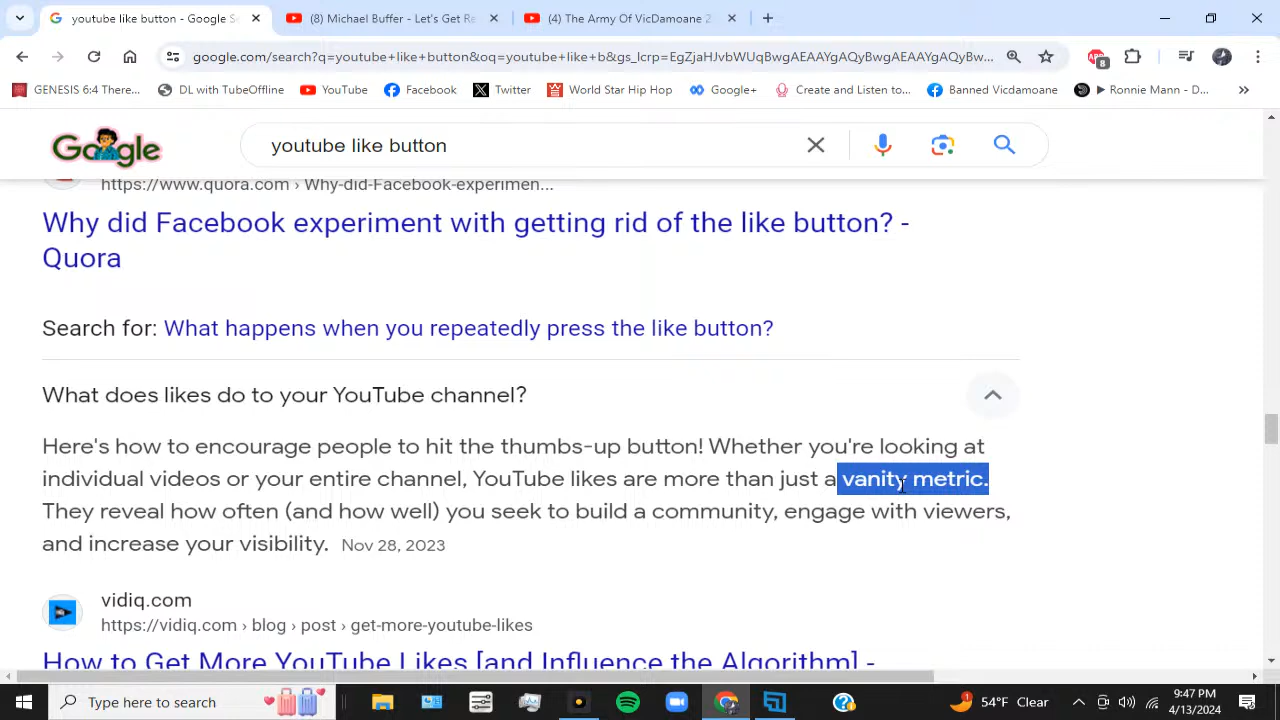 youtube like button - Google S
(8) Michael Buffer - Let's Get Re
(4) The Army Of VicDamoane 2
google.com/search?q=youtube+like+button&oq=youtube+like+b&gs_lcrp=EgZjaHJvbWUqBwgAEAAYgAQyBwgAEAAYgAQyBw...
8
GENESIS 6:4 There...
DL with TubeOffline
YouTube
Facebook
Twitter
World Star Hip Hop
Google+
Create and Listen to...
Banned Vicdamoane
▶ Ronnie Mann - D...
»
Google
youtube like button
https://www.quora.com › Why-did-Facebook-experimen...
Why did Facebook experiment with getting rid of the like button? -
Quora
Search for: What happens when you repeatedly press the like button?
What does likes do to your YouTube channel?
Here's how to encourage people to hit the thumbs-up button! Whether you're looking at
individual videos or your entire channel, YouTube likes are more than just a vanity metric.
They reveal how often (and how well) you seek to build a community, engage with viewers,
and increase your visibility. Nov 28, 2023
vidiq.com
https://vidiq.com › blog › post › get-more-youtube-likes
How to Get More YouTube Likes [and Influence the Algorithm] -
Type here to search
54°F Clear
9:47 PM
4/13/2024